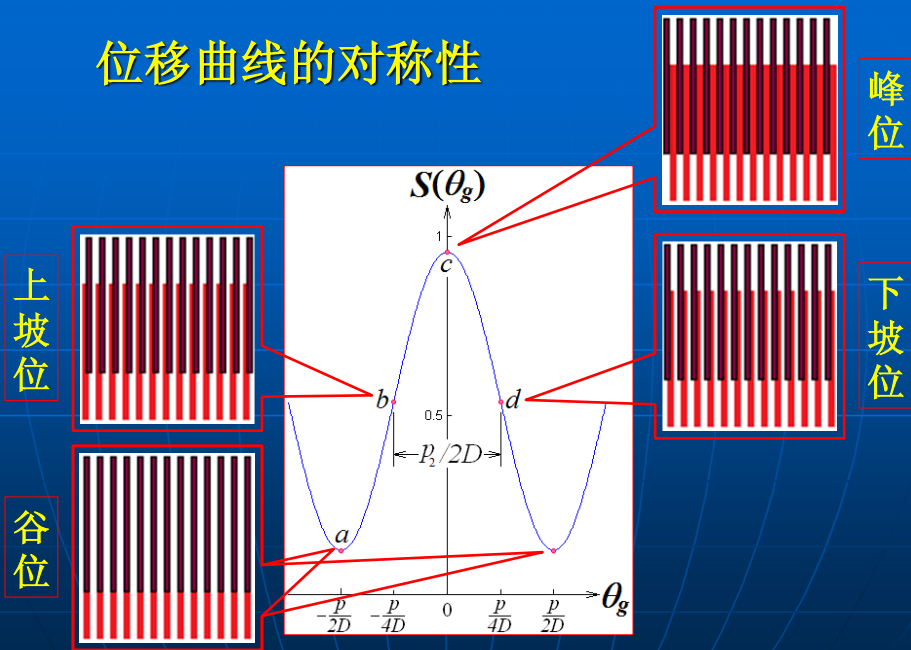 位移曲线的对称性
峰位
S(θg)
1
c
上坡位
下坡位
b
d
0.5
p₂/2D
谷位
a
-p/2D
-p/4D
0
p/4D
p/2D
θg